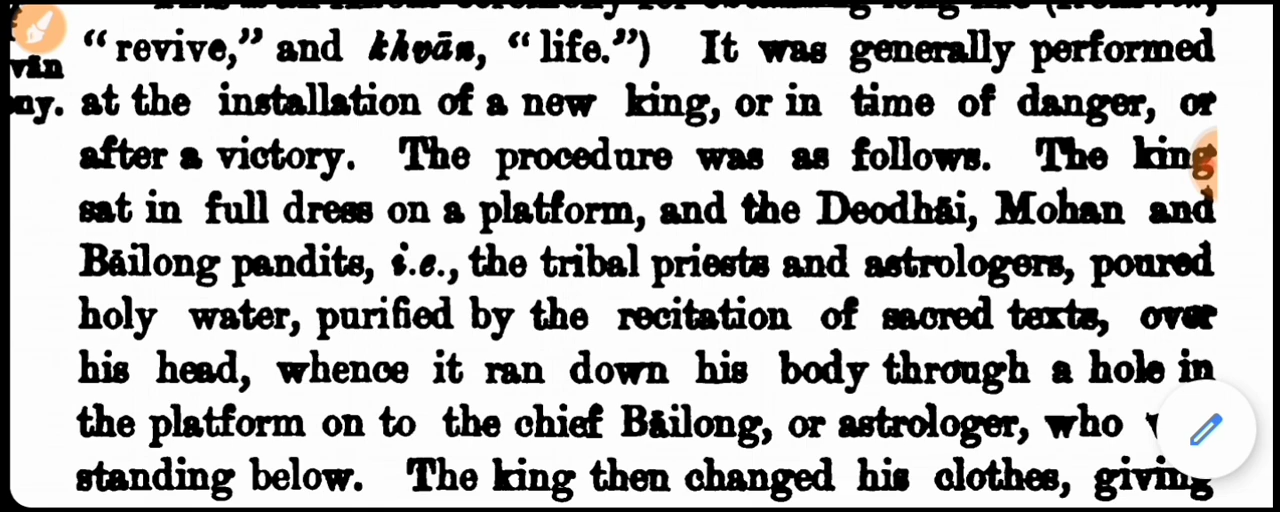 "revive," and khvān, "life.") It was generally performed
at the installation of a new king, or in time of danger, or
after a victory. The procedure was as follows. The king
sat in full dress on a platform, and the Deodhāi, Mohan and
Bāilong pandits, i.e., the tribal priests and astrologers, poured
holy water, purified by the recitation of sacred texts, over
his head, whence it ran down his body through a hole in
the platform on to the chief Bāilong, or astrologer, who
standing below. The king then changed his clothes, giving